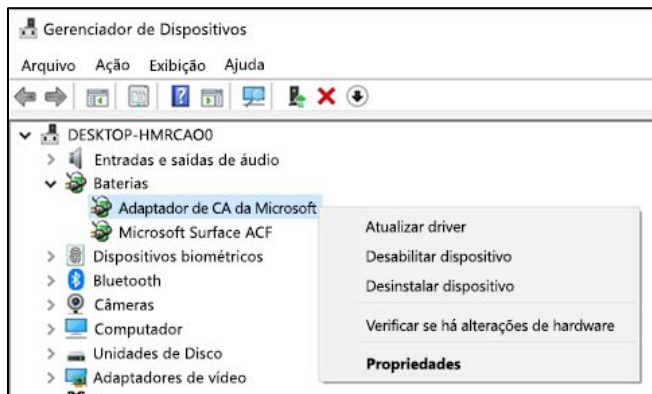 Gerenciador de Dispositivos
Arquivo Ação Exibição Ajuda
DESKTOP-HMRCAO0
Entradas e saídas de áudio
Baterias
Adaptador de CA da Microsoft
Microsoft Surface ACF
Dispositivos biométricos
Bluetooth
Câmeras
Computador
Unidades de Disco
Adaptadores de vídeo
Atualizar driver
Desabilitar dispositivo
Desinstalar dispositivo
Verificar se há alterações de hardware
Propriedades